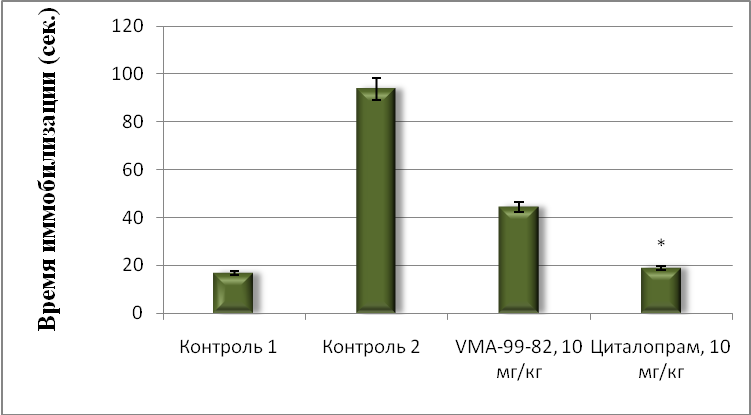 Время иммобилизации (сек.)
120
100
80
60
40
20
0
*
Контроль 1
Контроль 2
VMA-99-82, 10
мг/кг
Циталопрам, 10
мг/кг